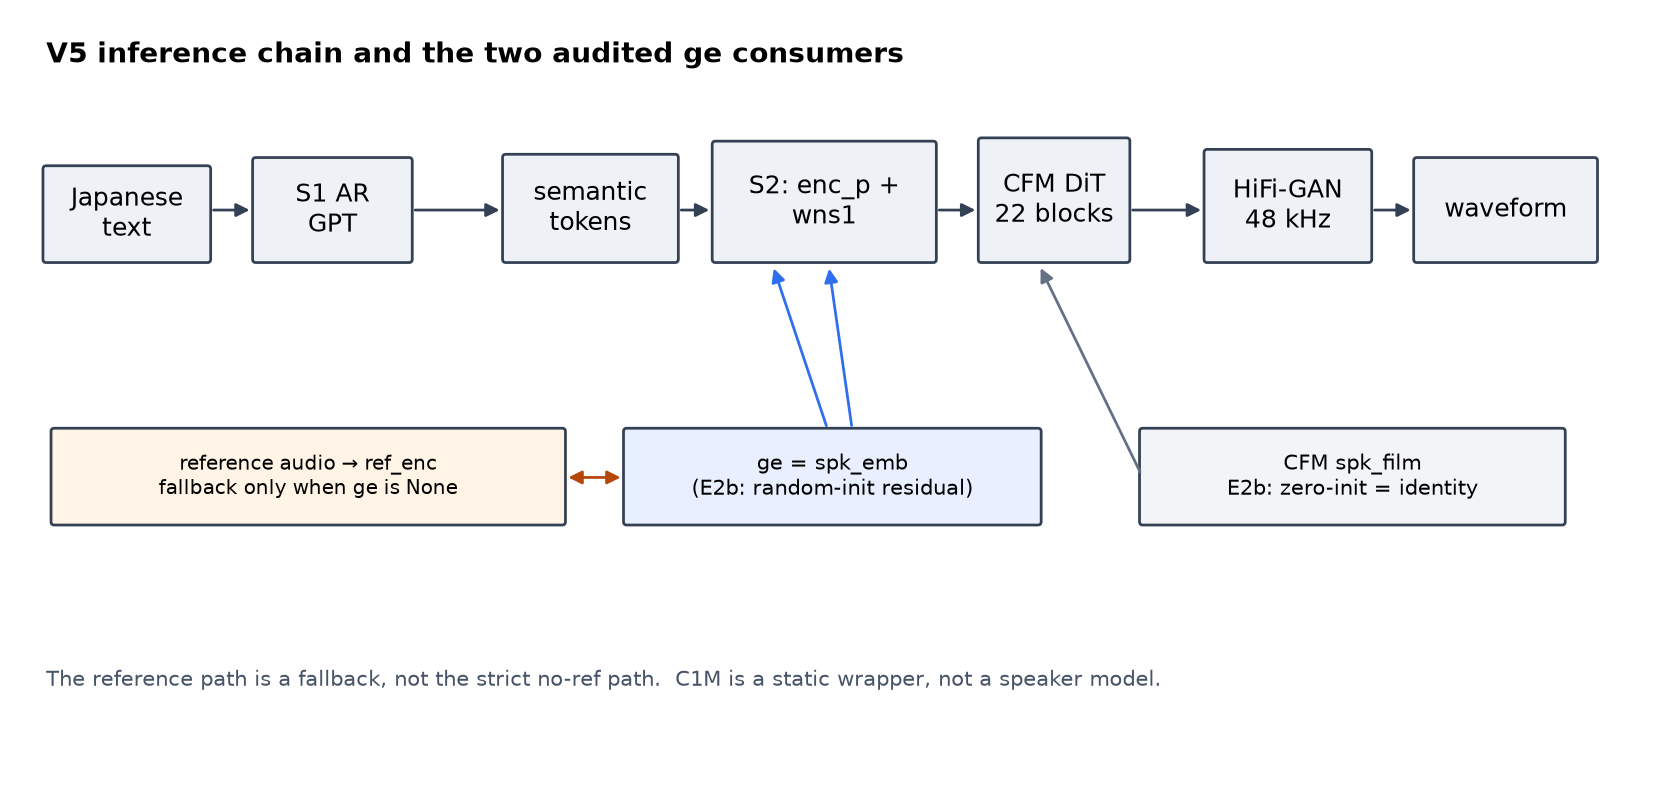 V5 inference chain and the two audited ge consumers
Japanese
text
S1 AR
GPT
semantic
tokens
S2: enc_p +
wns1
CFM DiT
22 blocks
HiFi-GAN
48 kHz
waveform
reference audio → ref_enc
fallback only when ge is None
ge = spk_emb
(E2b: random-init residual)
CFM spk_film
E2b: zero-init = identity
The reference path is a fallback, not the strict no-ref path.  C1M is a static wrapper, not a speaker model.